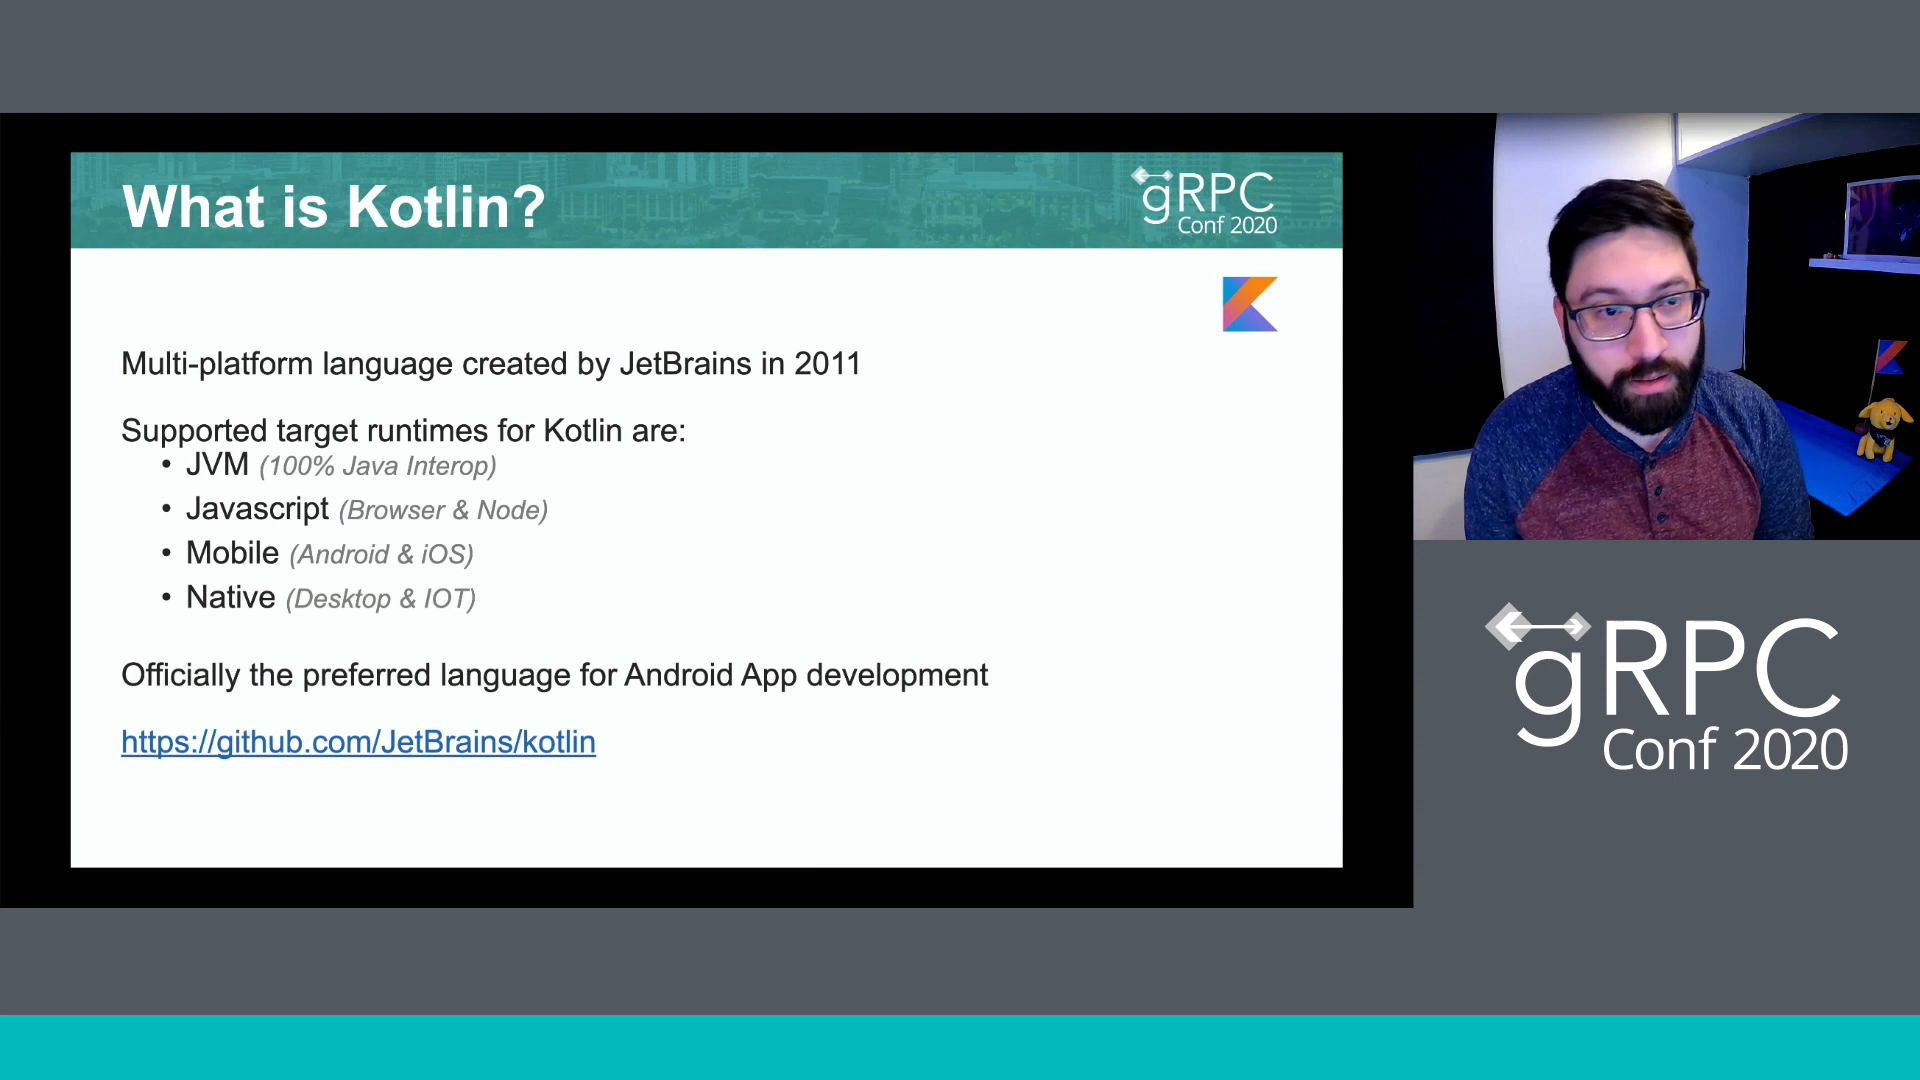 What is Kotlin?
gRPC
Conf 2020
Multi-platform language created by JetBrains in 2011
Supported target runtimes for Kotlin are:
• JVM (100% Java Interop)
• Javascript (Browser & Node)
• Mobile (Android & iOS)
• Native (Desktop & IOT)
Officially the preferred language for Android App development
https://github.com/JetBrains/kotlin
gRPC
Conf 2020